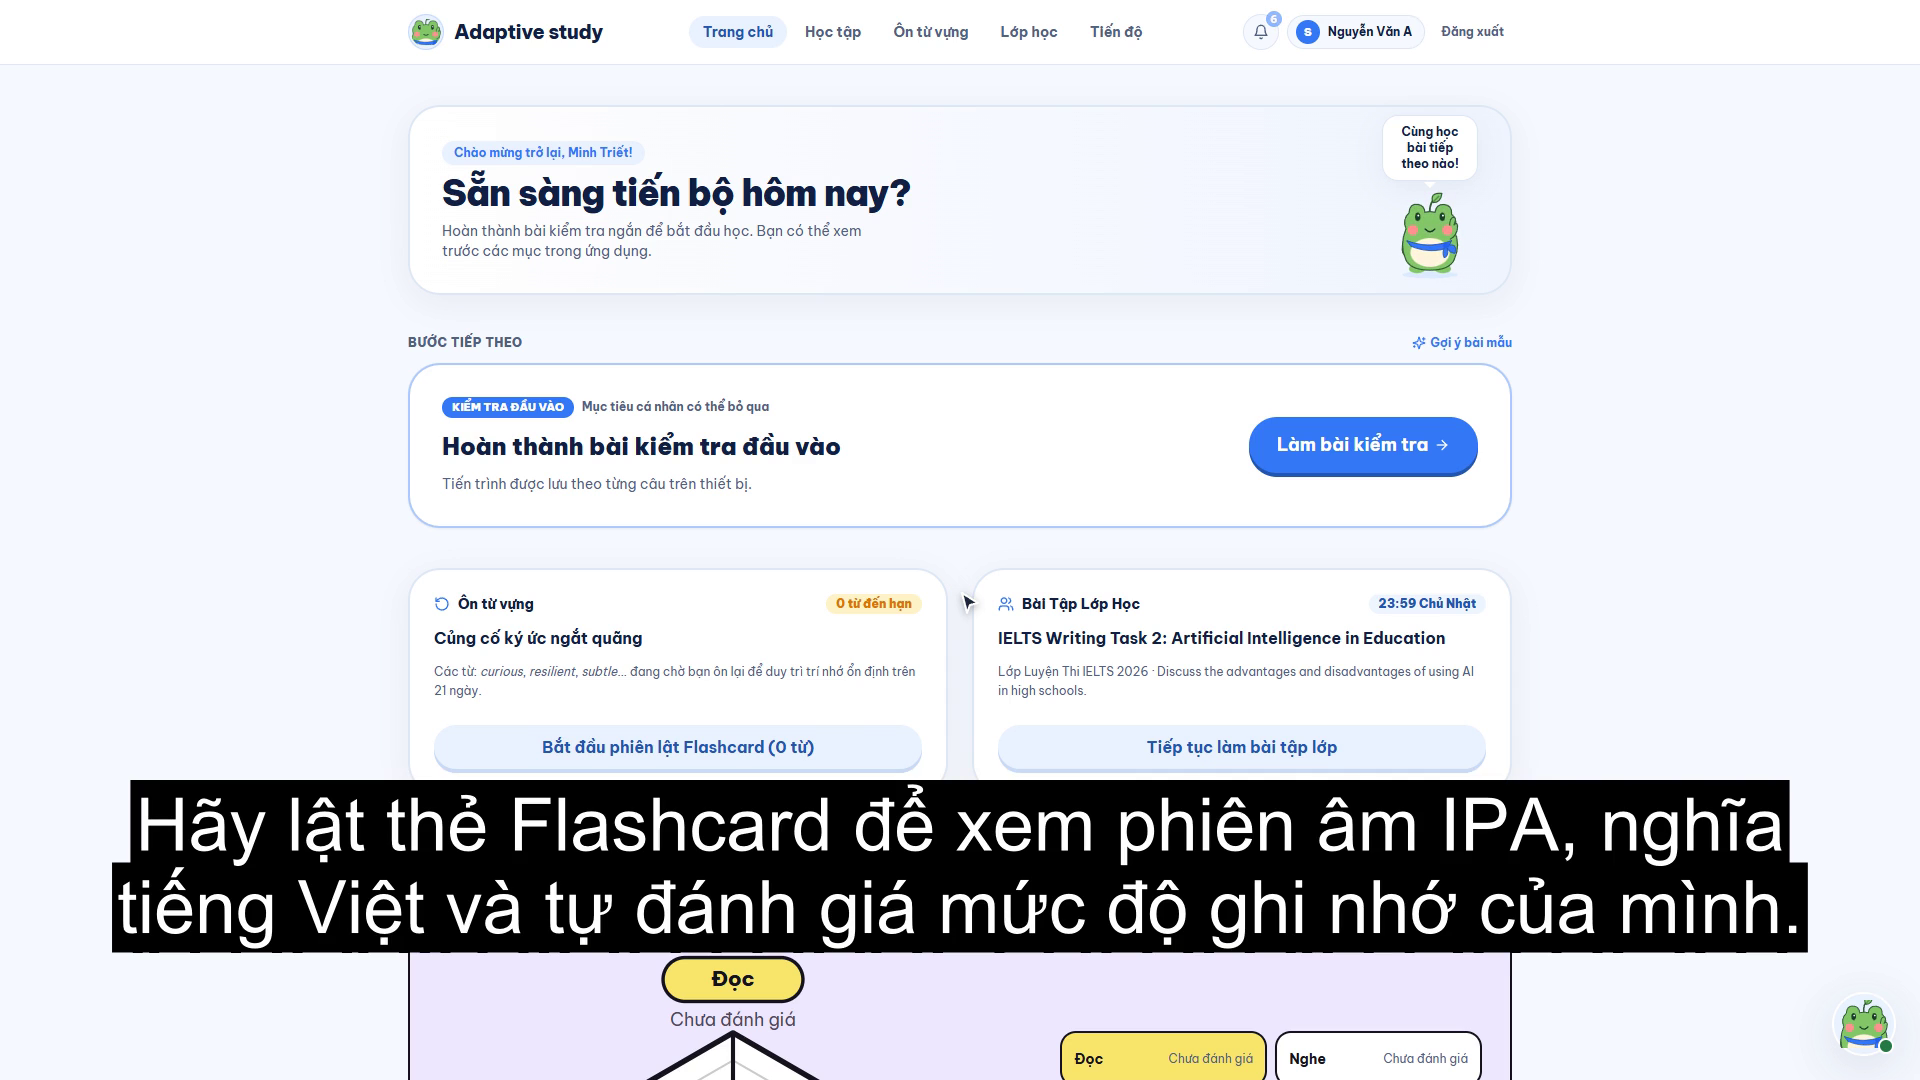 Adaptive study
Trang chủ
Học tập
Ôn từ vựng
Lớp học
Tiến độ
6
S
Nguyễn Văn A
Đăng xuất
Chào mừng trở lại, Minh Triết!
Sẵn sàng tiến bộ hôm nay?
Hoàn thành bài kiểm tra ngắn để bắt đầu học. Bạn có thể xem
trước các mục trong ứng dụng.
Cùng học
bài tiếp
theo nào!
BƯỚC TIẾP THEO
Gợi ý bài mẫu
KIỂM TRA ĐẦU VÀO
Mục tiêu cá nhân có thể bỏ qua
Hoàn thành bài kiểm tra đầu vào
Tiến trình được lưu theo từng câu trên thiết bị.
Làm bài kiểm tra →
Ôn từ vựng
0 từ đến hạn
Củng cố ký ức ngắt quãng
Các từ: curious, resilient, subtle... đang chờ bạn ôn lại để duy trì trí nhớ ổn định trên
21 ngày.
Bắt đầu phiên lật Flashcard (0 từ)
Bài Tập Lớp Học
23:59 Chủ Nhật
IELTS Writing Task 2: Artificial Intelligence in Education
Lớp Luyện Thi IELTS 2026 · Discuss the advantages and disadvantages of using AI
in high schools.
Tiếp tục làm bài tập lớp
Hãy lật thẻ Flashcard để xem phiên âm IPA, nghĩa
tiếng Việt và tự đánh giá mức độ ghi nhớ của mình.
Đọc
Chưa đánh giá
Đọc
Chưa đánh giá
Nghe
Chưa đánh giá